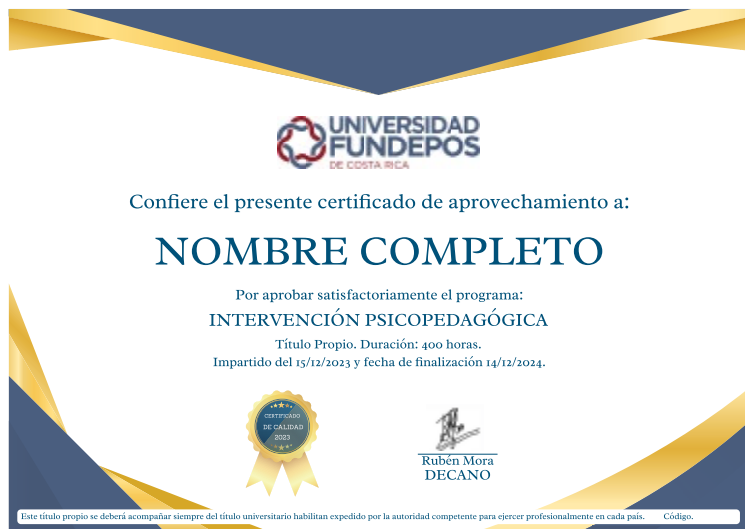 UNIVERSIDAD
FUNDEPOS
DE COSTA RICA
Confiere el presente certificado de aprovechamiento a:
NOMBRE COMPLETO
Por aprobar satisfactoriamente el programa:
INTERVENCIÓN PSICOPEDAGÓGICA
Título Propio. Duración: 400 horas.
Impartido del 15/12/2023 y fecha de finalización 14/12/2024.
CERTIFICADO
DE CALIDAD
2023
Rubén Mora
DECANO
Este título propio se deberá acompañar siempre del título universitario habilitan expedido por la autoridad competente para ejercer profesionalmente en cada país. Código.